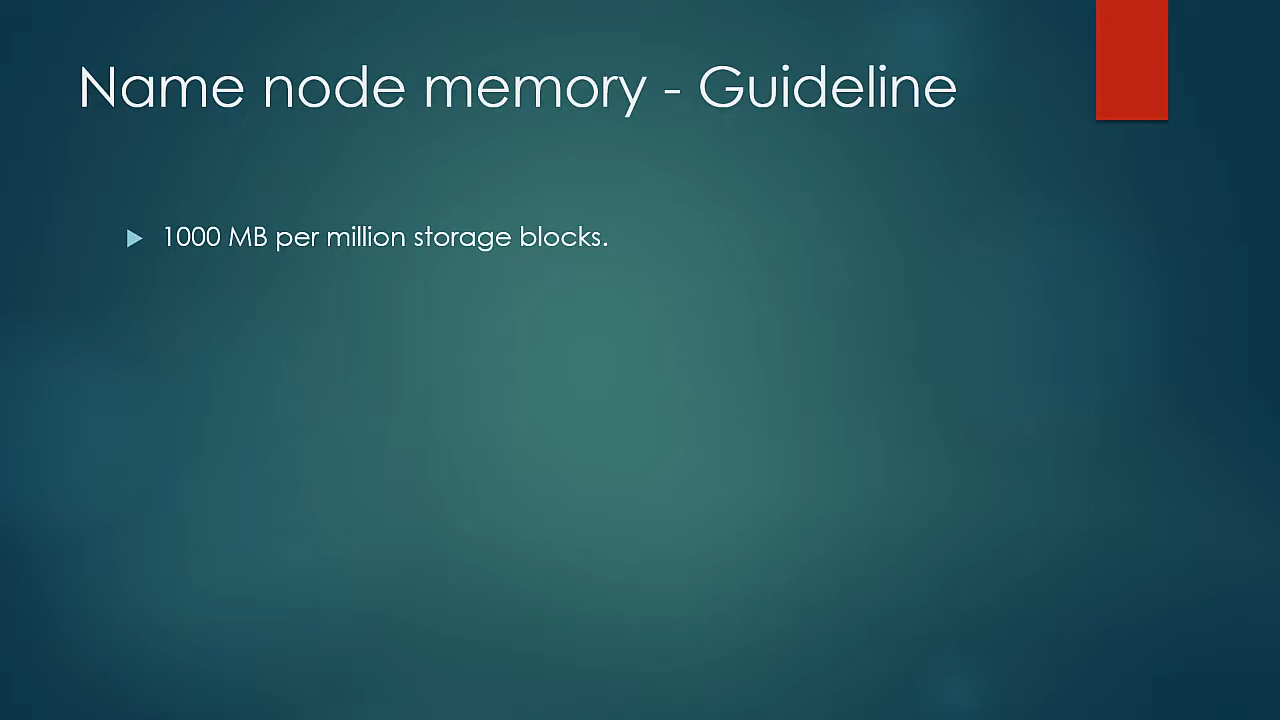 Name node memory - Guideline
1000 MB per million storage blocks.